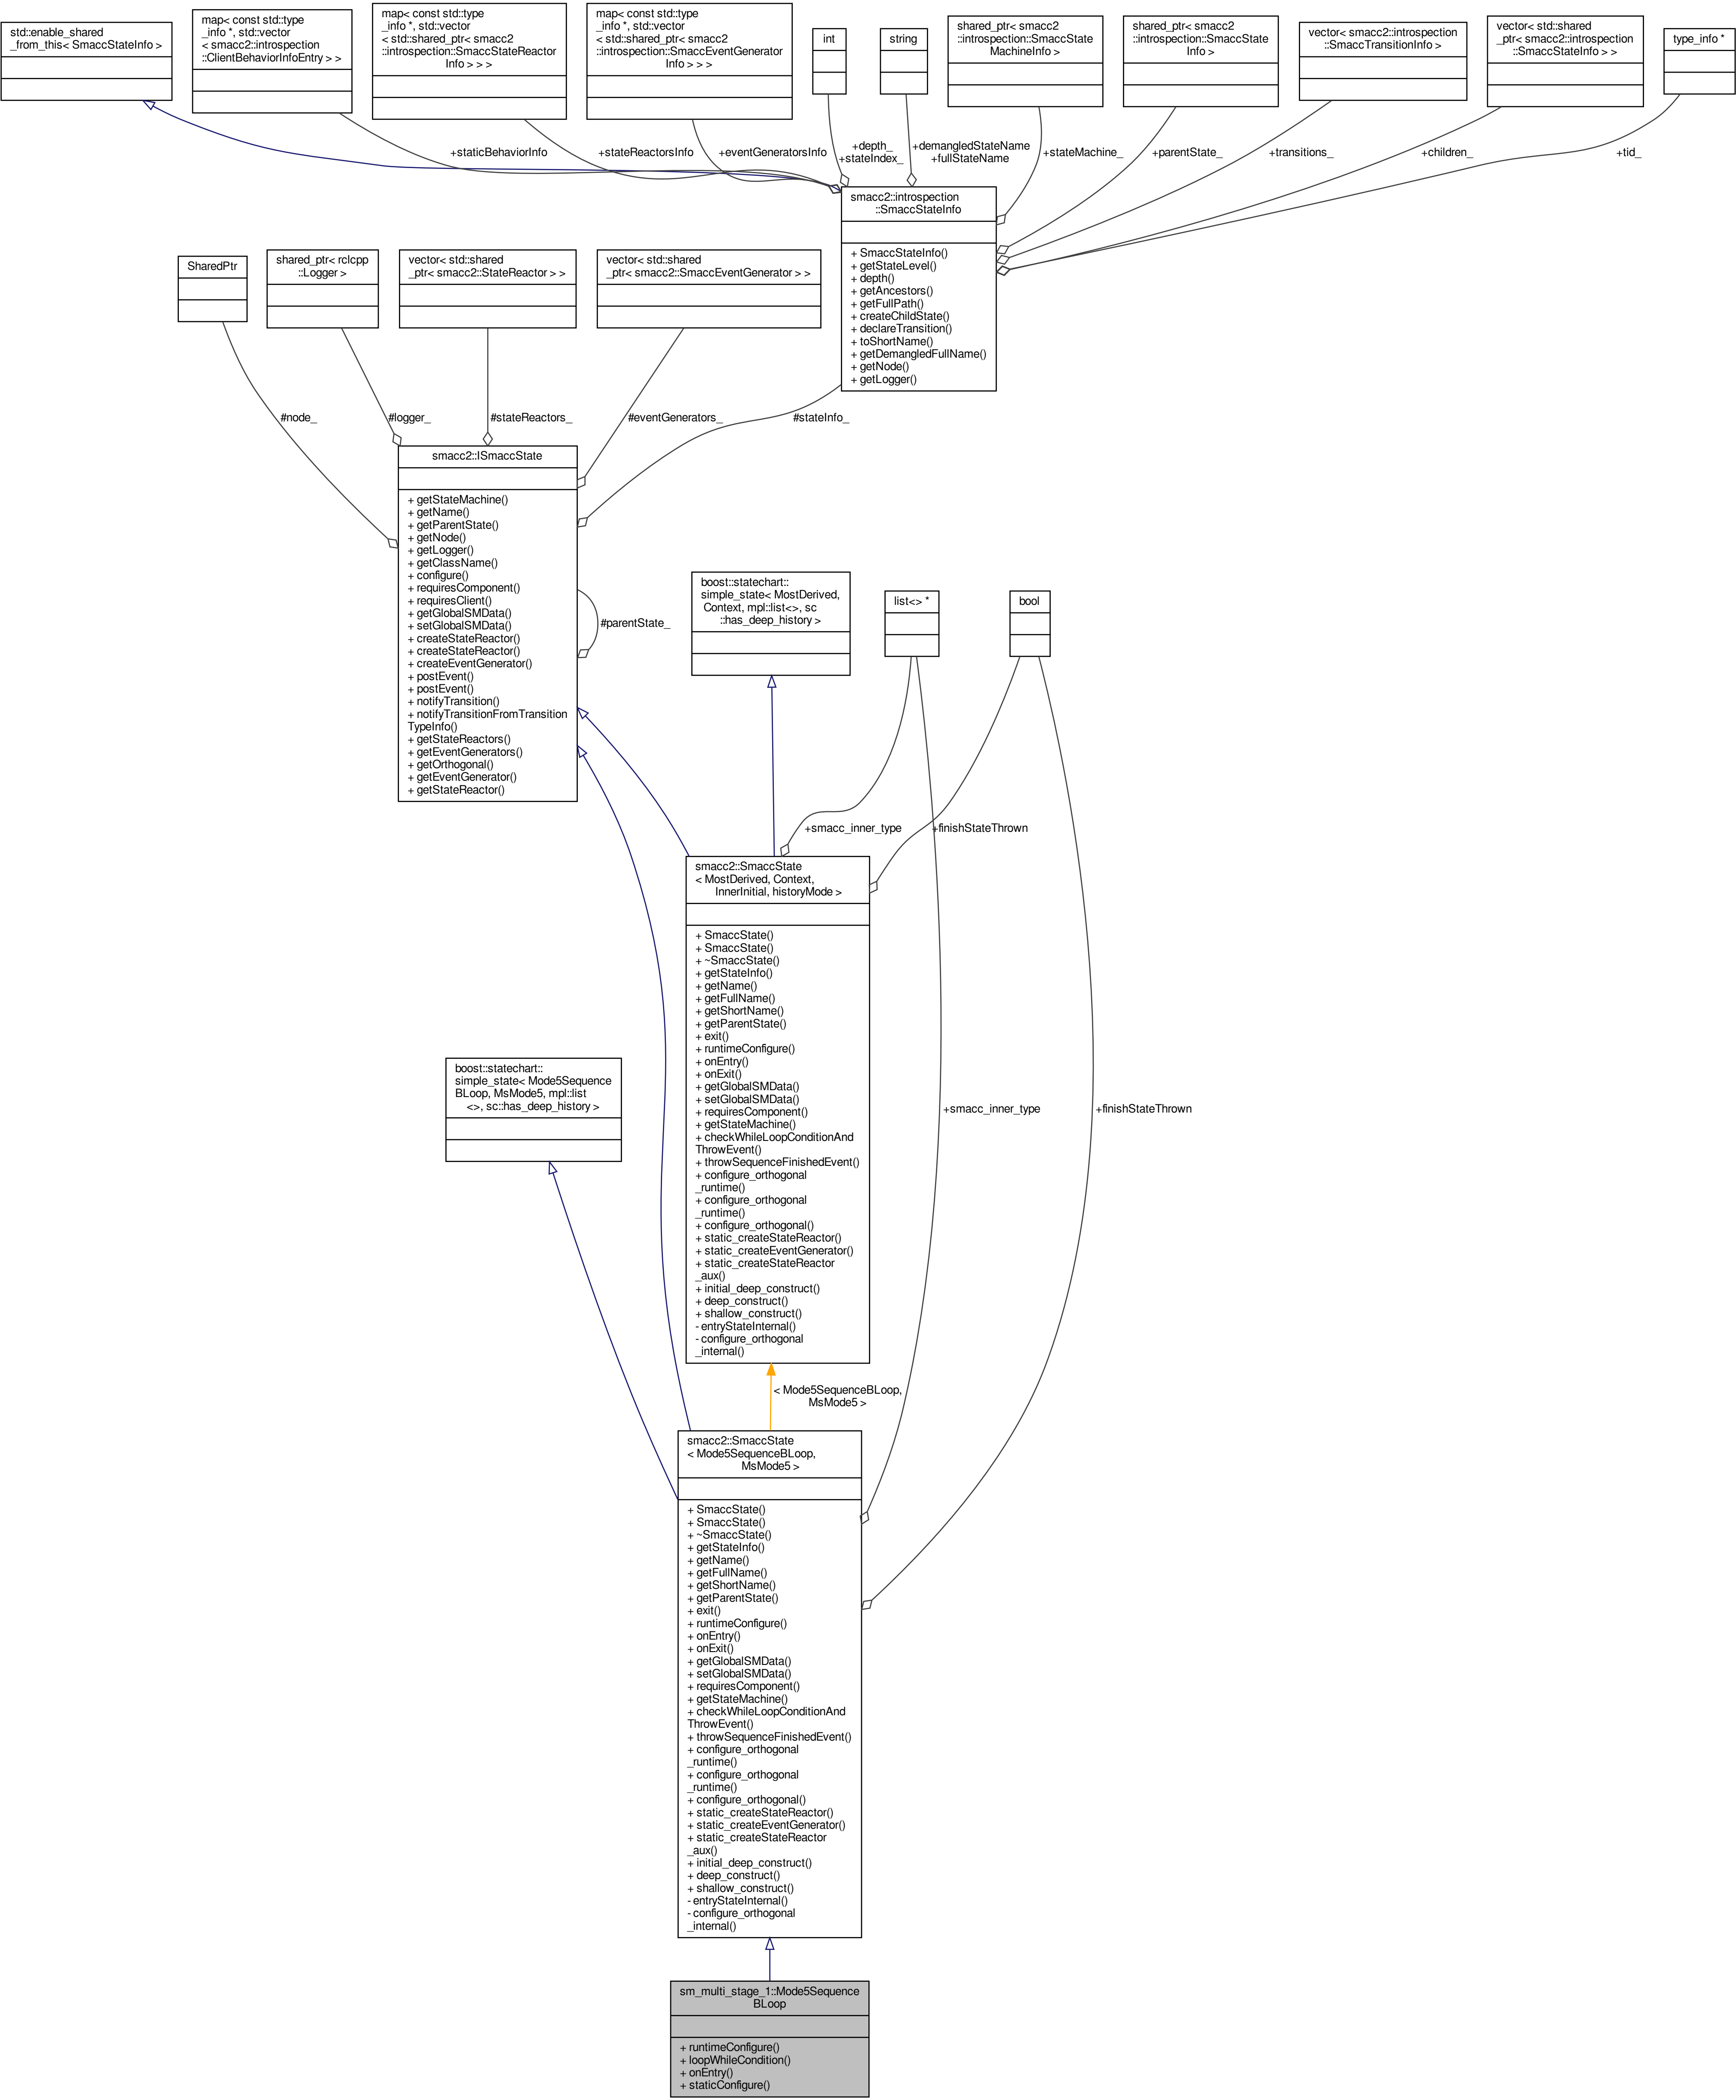 std::enable_shared
_from_this< SmaccStateInfo >
map< const std::type
_info *, std::vector
< smacc2::introspection
::ClientBehaviorInfoEntry > >
map< const std::type
_info *, std::vector
< std::shared_ptr< smacc2
::introspection::SmaccStateReactor
Info > > >
map< const std::type
_info *, std::vector
< std::shared_ptr< smacc2
::introspection::SmaccEventGenerator
Info > > >
int
string
shared_ptr< smacc2
::introspection::SmaccState
MachineInfo >
shared_ptr< smacc2
::introspection::SmaccState
Info >
vector< smacc2::introspection
::SmaccTransitionInfo >
vector< std::shared
_ptr< smacc2::introspection
::SmaccStateInfo > >
type_info *
+staticBehaviorInfo
+stateReactorsInfo
+eventGeneratorsInfo
+depth_
+stateIndex_
+demangledStateName
+fullStateName
+stateMachine_
+parentState_
+transitions_
+children_
+tid_
smacc2::introspection
::SmaccStateInfo
+ SmaccStateInfo()
+ getStateLevel()
+ depth()
+ getAncestors()
+ getFullPath()
+ createChildState()
+ declareTransition()
+ toShortName()
+ getDemangledFullName()
+ getNode()
+ getLogger()
SharedPtr
shared_ptr< rclcpp
::Logger >
vector< std::shared
_ptr< smacc2::StateReactor > >
vector< std::shared
_ptr< smacc2::SmaccEventGenerator > >
#node_
#logger_
#stateReactors_
#eventGenerators_
#stateInfo_
smacc2::ISmaccState
+ getStateMachine()
+ getName()
+ getParentState()
+ getNode()
+ getLogger()
+ getClassName()
+ configure()
+ requiresComponent()
+ requiresClient()
+ getGlobalSMData()
+ setGlobalSMData()
+ createStateReactor()
+ createStateReactor()
+ createEventGenerator()
+ postEvent()
+ postEvent()
+ notifyTransition()
+ notifyTransitionFromTransition
TypeInfo()
+ getStateReactors()
+ getEventGenerators()
+ getOrthogonal()
+ getEventGenerator()
+ getStateReactor()
#parentState_
boost::statechart::
simple_state< MostDerived,
Context, mpl::list<>, sc
::has_deep_history >
list<> *
bool
+smacc_inner_type
+finishStateThrown
smacc2::SmaccState
< MostDerived, Context,
InnerInitial, historyMode >
+ SmaccState()
+ SmaccState()
+ ~SmaccState()
+ getStateInfo()
+ getName()
+ getFullName()
+ getShortName()
+ getParentState()
+ exit()
+ runtimeConfigure()
+ onEntry()
+ onExit()
+ getGlobalSMData()
+ setGlobalSMData()
+ requiresComponent()
+ getStateMachine()
+ checkWhileLoopConditionAnd
ThrowEvent()
+ throwSequenceFinishedEvent()
+ configure_orthogonal
_runtime()
+ configure_orthogonal
_runtime()
+ configure_orthogonal()
+ static_createStateReactor()
+ static_createEventGenerator()
+ static_createStateReactor
_aux()
+ initial_deep_construct()
+ deep_construct()
+ shallow_construct()
- entryStateInternal()
- configure_orthogonal
_internal()
boost::statechart::
simple_state< Mode5Sequence
BLoop, MsMode5, mpl::list
<>, sc::has_deep_history >
+smacc_inner_type
+finishStateThrown
< Mode5SequenceBLoop,
MsMode5 >
smacc2::SmaccState
< Mode5SequenceBLoop,
MsMode5 >
+ SmaccState()
+ SmaccState()
+ ~SmaccState()
+ getStateInfo()
+ getName()
+ getFullName()
+ getShortName()
+ getParentState()
+ exit()
+ runtimeConfigure()
+ onEntry()
+ onExit()
+ getGlobalSMData()
+ setGlobalSMData()
+ requiresComponent()
+ getStateMachine()
+ checkWhileLoopConditionAnd
ThrowEvent()
+ throwSequenceFinishedEvent()
+ configure_orthogonal
_runtime()
+ configure_orthogonal
_runtime()
+ configure_orthogonal()
+ static_createStateReactor()
+ static_createEventGenerator()
+ static_createStateReactor
_aux()
+ initial_deep_construct()
+ deep_construct()
+ shallow_construct()
- entryStateInternal()
- configure_orthogonal
_internal()
sm_multi_stage_1::Mode5Sequence
BLoop
+ runtimeConfigure()
+ loopWhileCondition()
+ onEntry()
+ staticConfigure()